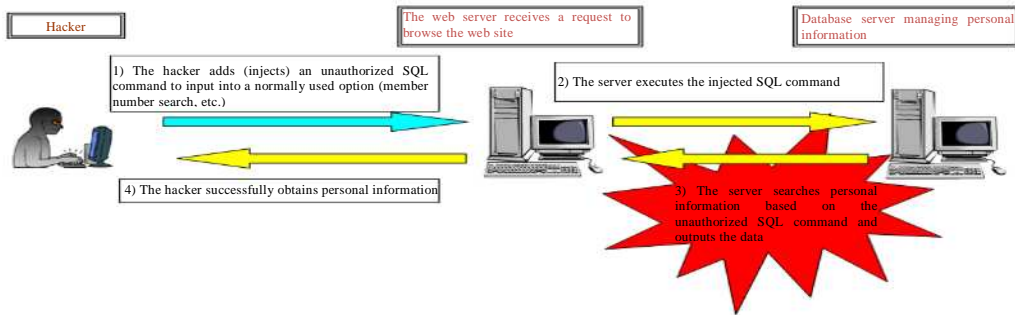 Hacker
The web server receives a request to
browse the web site
Database server managing personal
information
1) The hacker adds (injects) an unauthorized SQL
command to input into a normally used option (member
number search, etc.)
2) The server executes the injected SQL command
3) The server searches personal
information based on the
unauthorized SQL command and
outputs the data
4) The hacker successfully obtains personal information